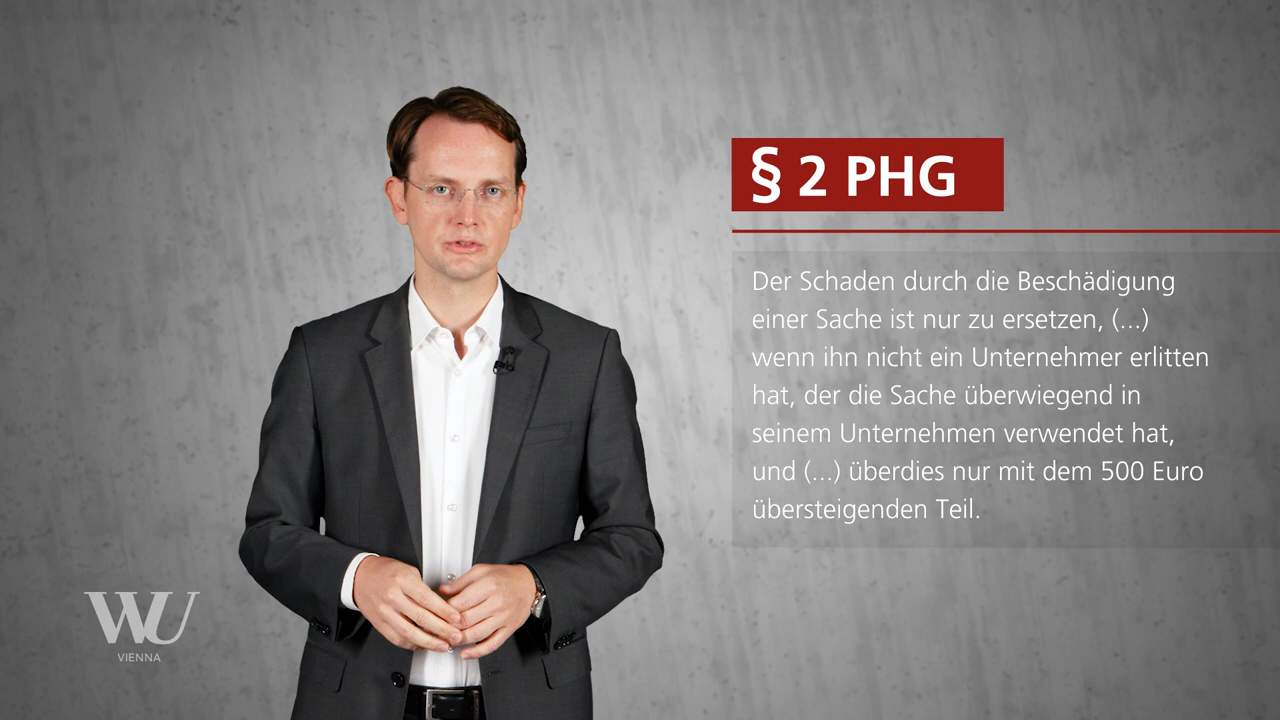 § 2 PHG
Der Schaden durch die Beschädigung
einer Sache ist nur zu ersetzen, (...)
wenn ihn nicht ein Unternehmer erlitten
hat, der die Sache überwiegend in
seinem Unternehmen verwendet hat,
und (...) überdies nur mit dem 500 Euro
übersteigenden Teil.
WU
VIENNA